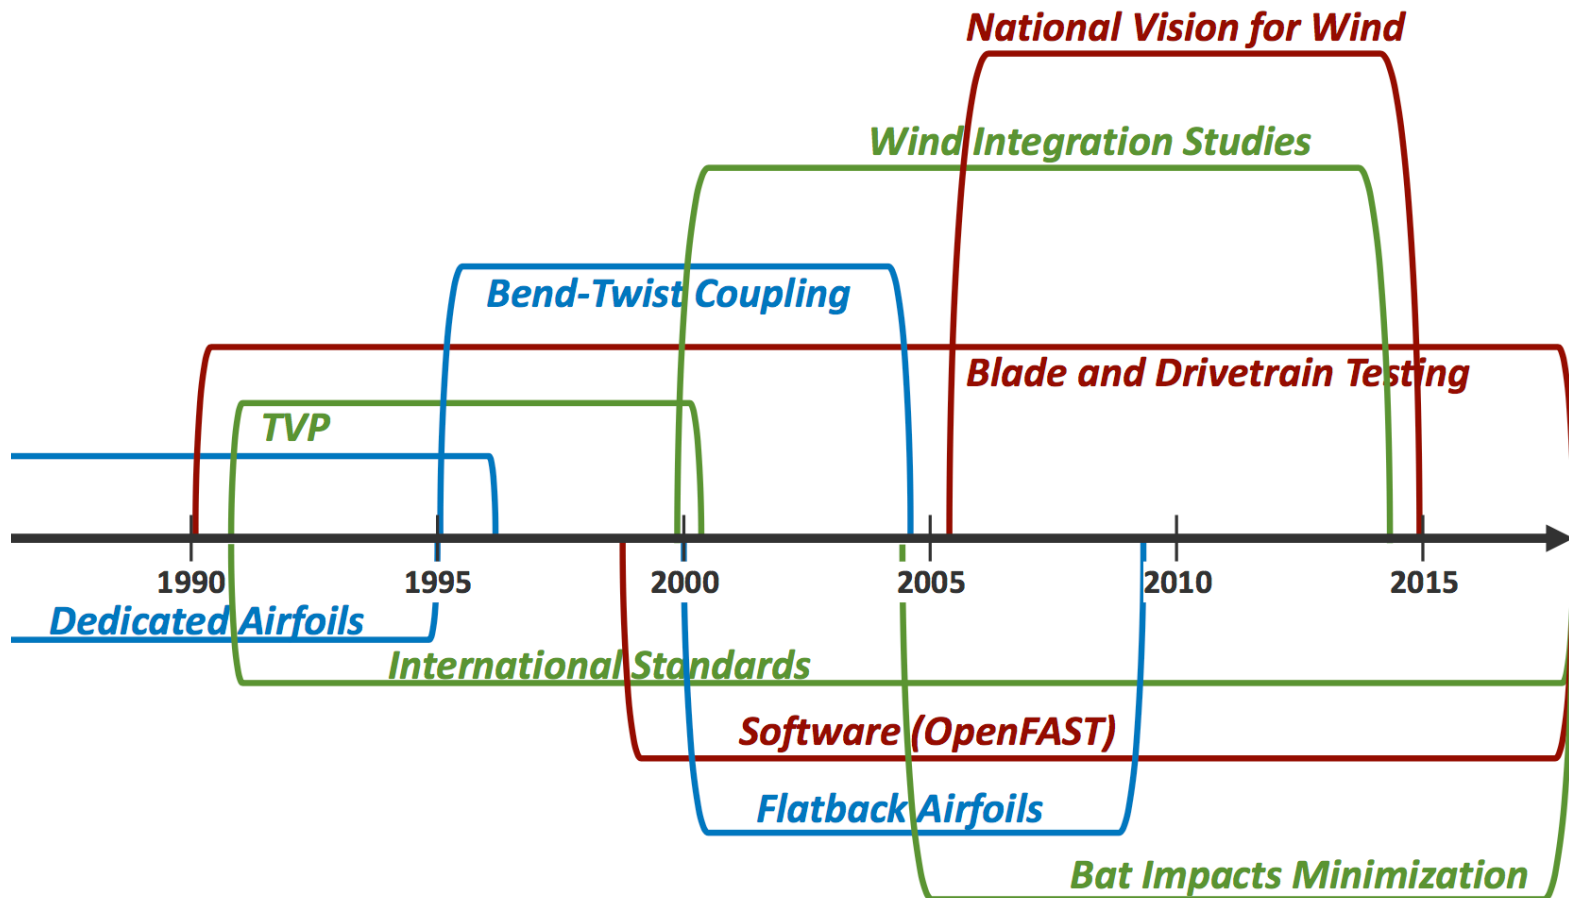 National Vision for Wind
Wind Integration Studies
Bend-Twist Coupling
Blade and Drivetrain Testing
TVP
1990 1995 2000 2005 2010 2015
Dedicated Airfoils
International Standards
Software (OpenFAST)
Flatback Airfoils
Bat Impacts Minimization